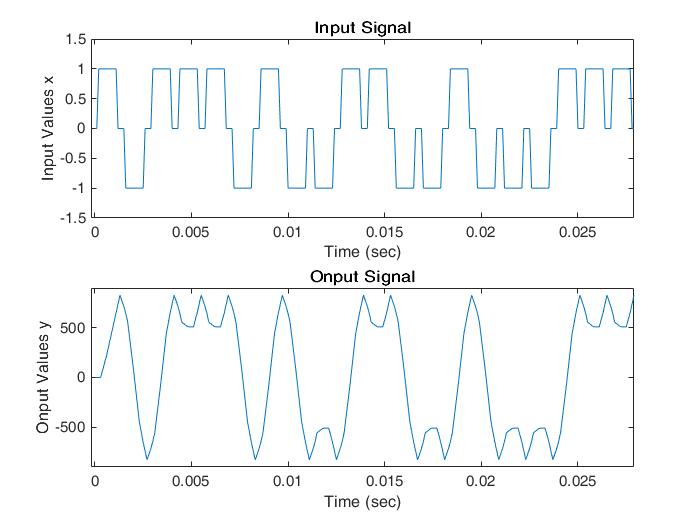 Input Signal
1.5
1
0.5
0
-0.5
-1
-1.5
Input Values x
0 0.005 0.01 0.015 0.02 0.025
Time (sec)
Onput Signal
500
0
-500
Onput Values y
0 0.005 0.01 0.015 0.02 0.025
Time (sec)